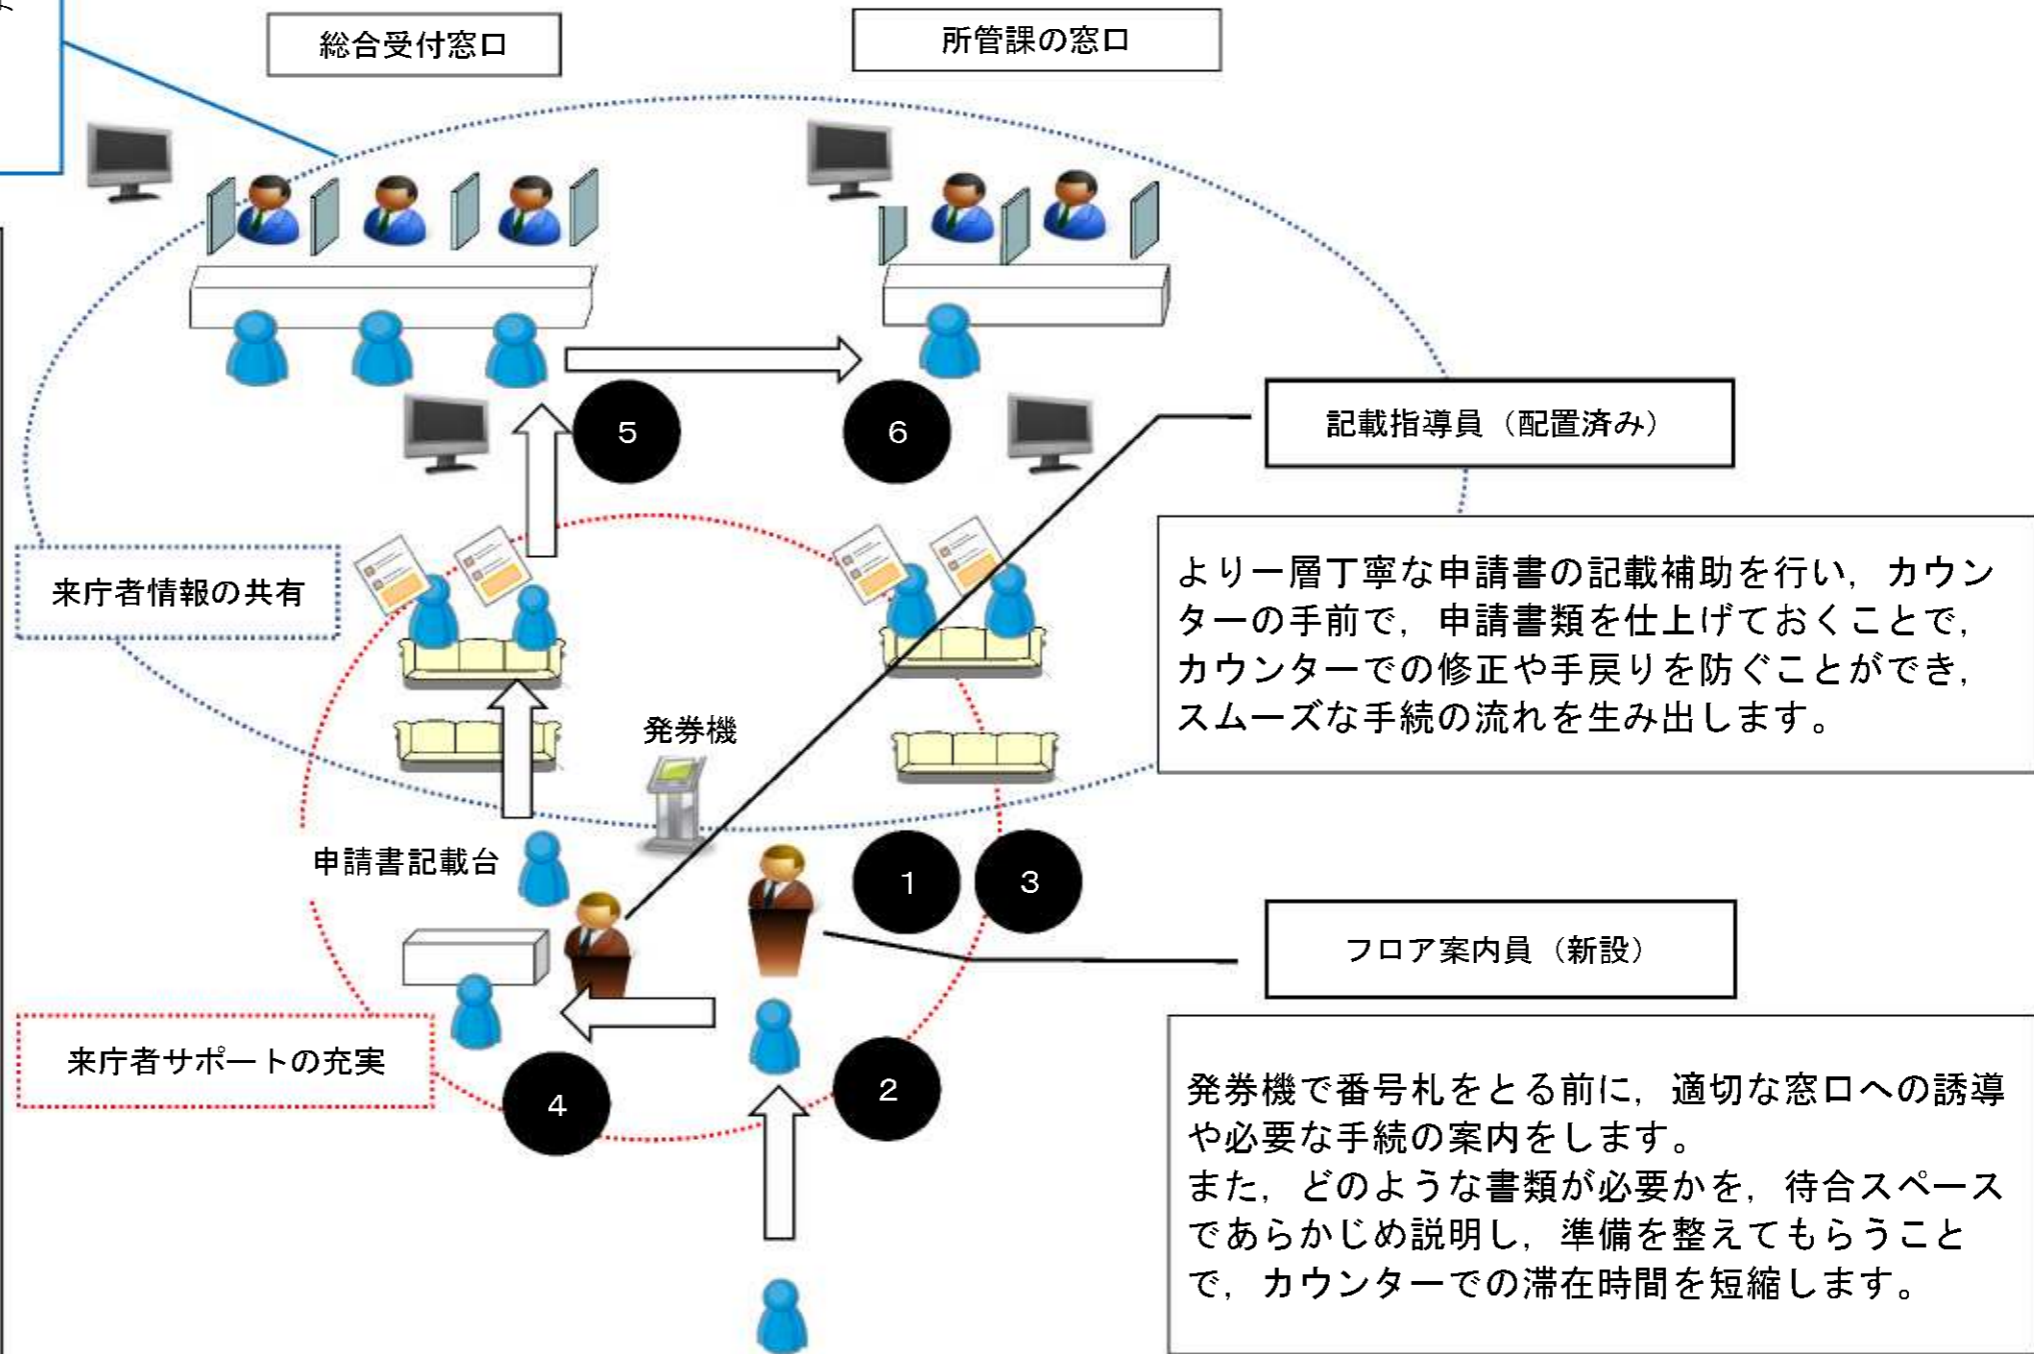 総合受付窓口
所管課の窓口
5
6
記載指導員（配置済み）
来庁者情報の共有
より一層丁寧な申請書の記載補助を行い，カウン
ターの手前で，申請書類を仕上げておくことで，
カウンターでの修正や手戻りを防ぐことができ，
スムーズな手続の流れを生み出します。
発券機
申請書記載台
1
3
フロア案内員（新設）
来庁者サポートの充実
4
2
発券機で番号札をとる前に，適切な窓口への誘導
や必要な手続の案内をします。
また，どのような書類が必要かを，待合スペース
であらかじめ説明し，準備を整えてもらうこと
で，カウンターでの滞在時間を短縮します。